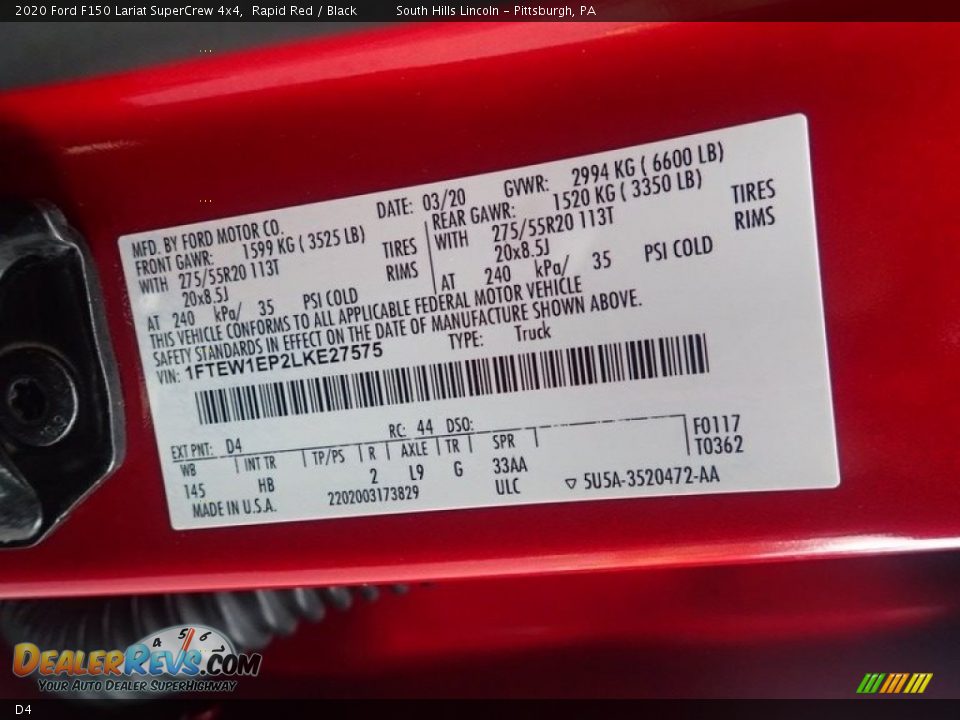 2020 Ford F150 Lariat SuperCrew 4x4, Rapid Red / Black South Hills Lincoln - Pittsburgh, PA
MFD. BY FORD MOTOR CO. DATE: 03/20 GVWR: 2994 KG ( 6600 LB)
FRONT GAWR: 1599 KG ( 3525 LB) REAR GAWR: 1520 KG ( 3350 LB)
WITH 275/55R20 113T TIRES WITH 275/55R20 113T TIRES
20x8.5J RIMS 20x8.5J RIMS
AT 240 kPa/ 35 PSI COLD AT 240 kPa/ 35 PSI COLD
THIS VEHICLE CONFORMS TO ALL APPLICABLE FEDERAL MOTOR VEHICLE
SAFETY STANDARDS IN EFFECT ON THE DATE OF MANUFACTURE SHOWN ABOVE.
VIN: 1FTEW1EP2LKE27575 TYPE: Truck
EXT PNT: D4 RC: 44 DSO: F0117
WB INT TR TP/PS R AXLE TR SPR T0362
145 HB 2 L9 G 33AA
MADE IN U.S.A. 2202003173829 ULC ▽ 5U5A-3520472-AA
4 5 6
DEALERREVS.COM
YOUR AUTO DEALER SUPERHIGHWAY
D4